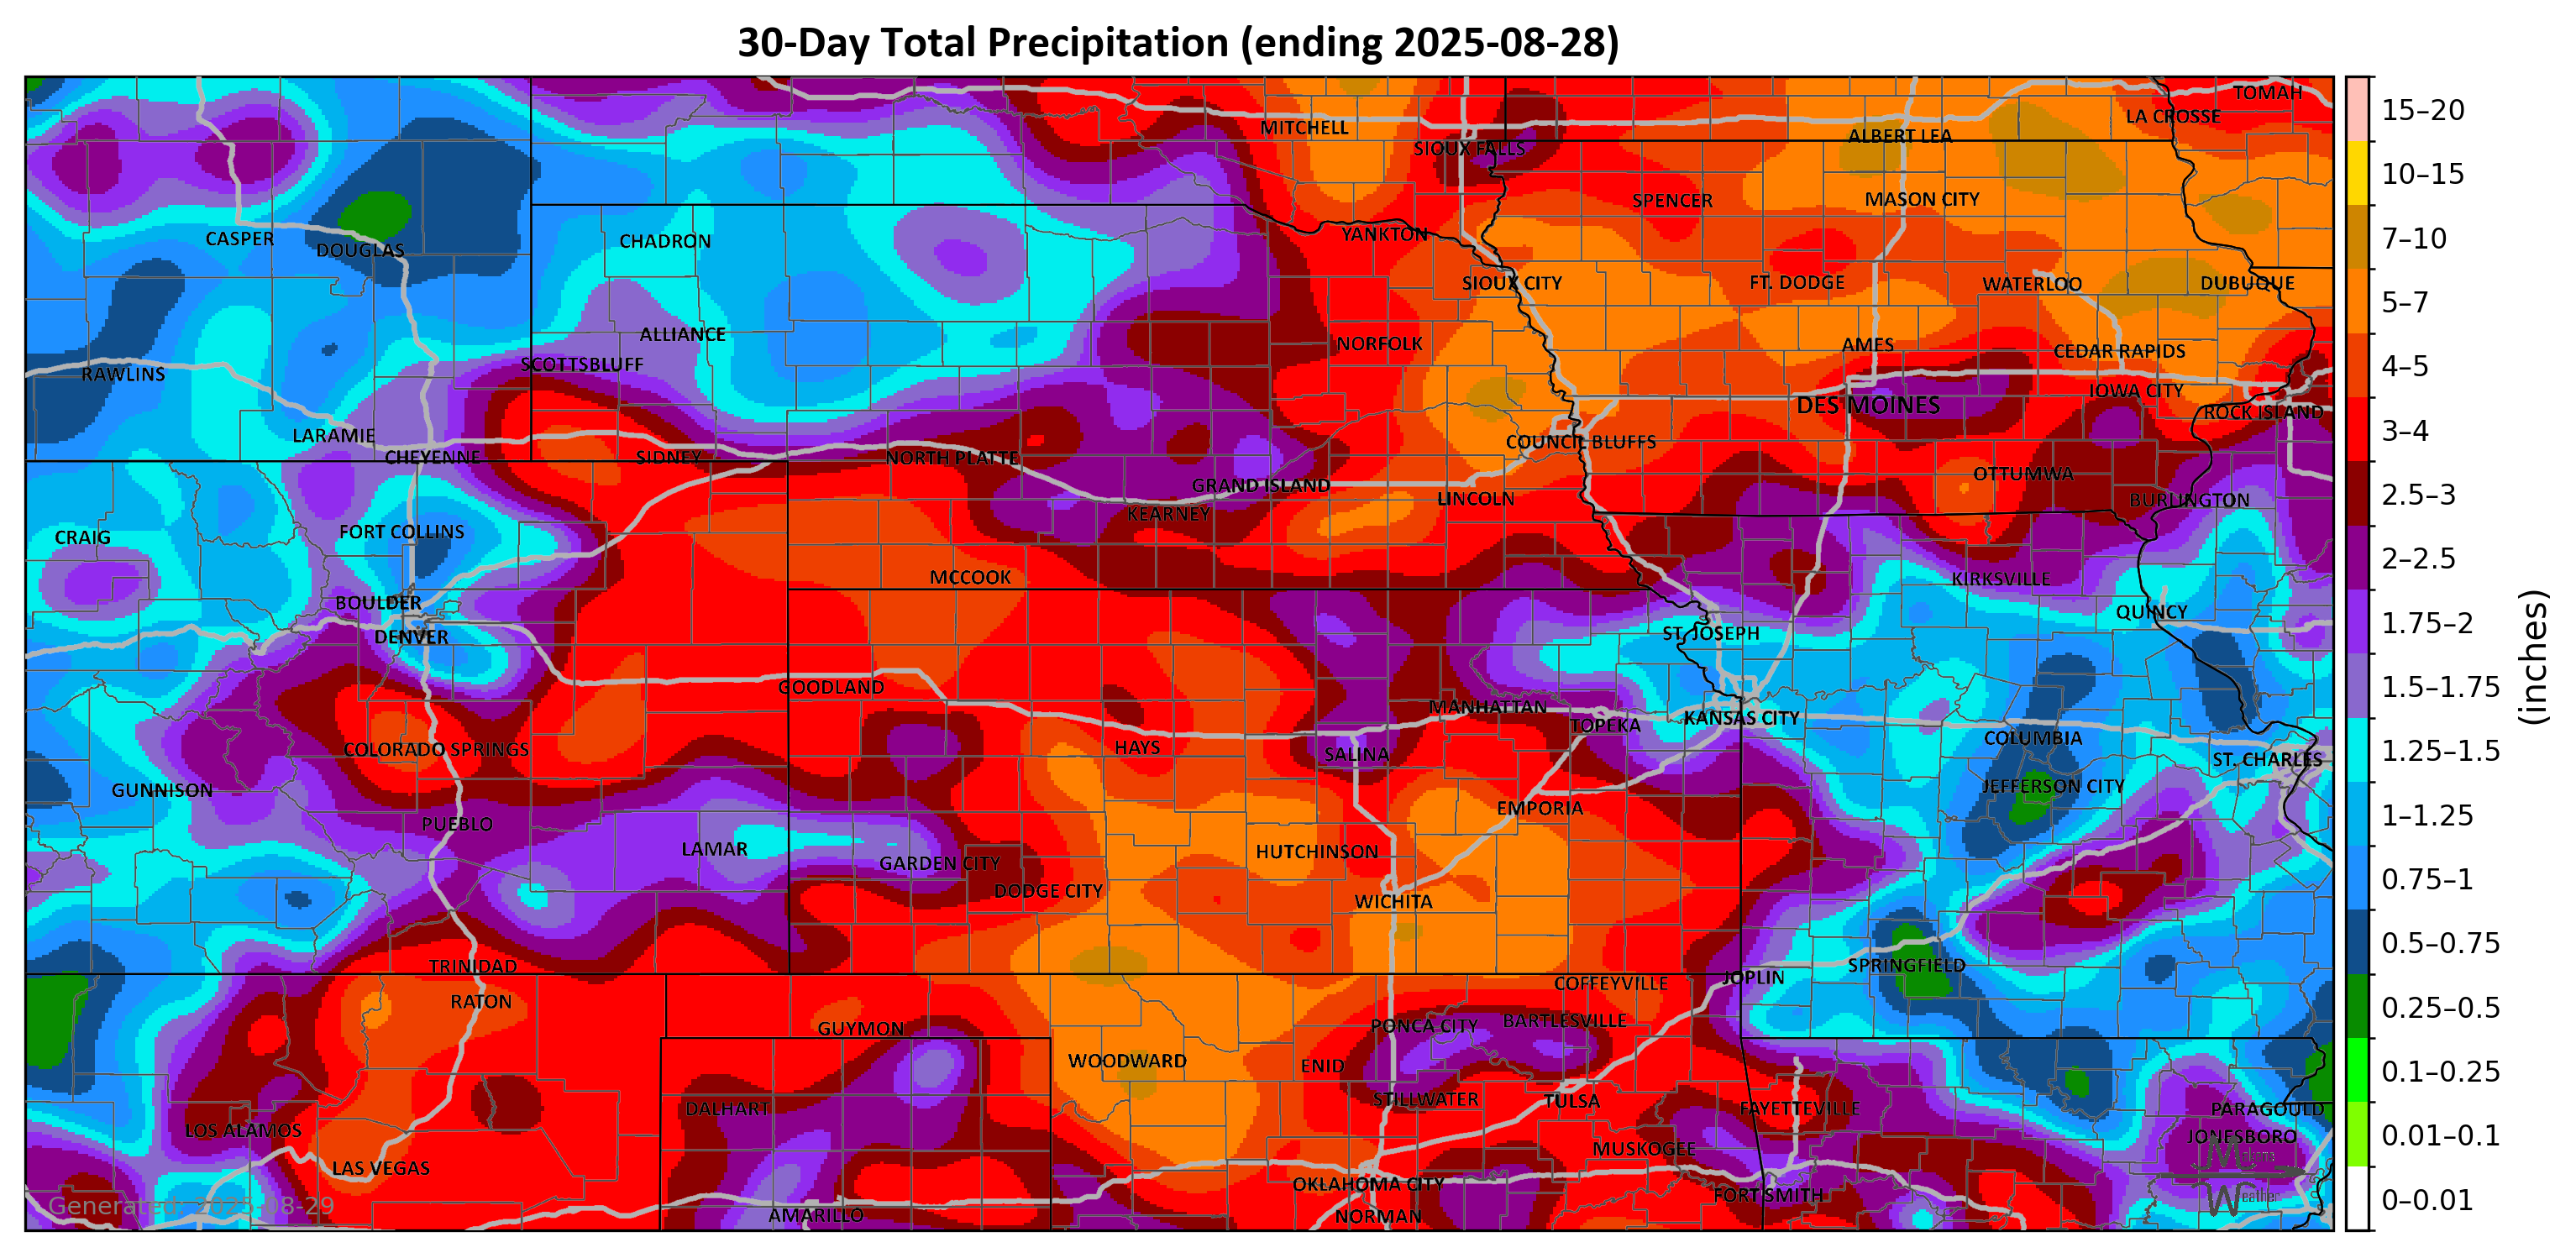 30-Day Total Precipitation (ending 2025-08-28)
TOMAH
LA CROSSE
MITCHELL
ALBERT LEA
SIOUX FALLS
SPENCER
MASON CITY
CASPER
DOUGLAS
CHADRON
YANKTON
SIOUX CITY
FT. DODGE
WATERLOO
DUBUQUE
ALLIANCE
NORFOLK
AMES
CEDAR RAPIDS
SCOTTSBLUFF
RAWLINS
IOWA CITY
DES MOINES
ROCK ISLAND
LARAMIE
COUNCIL BLUFFS
CHEYENNE
SIDNEY
NORTH PLATTE
OTTUMWA
GRAND ISLAND
LINCOLN
BURLINGTON
KEARNEY
CRAIG
FORT COLLINS
MCCOOK
KIRKSVILLE
BOULDER
QUINCY
DENVER
ST. JOSEPH
GOODLAND
MANHATTAN
TOPEKA
KANSAS CITY
COLUMBIA
COLORADO SPRINGS
HAYS
SALINA
ST. CHARLES
GUNNISON
JEFFERSON CITY
EMPORIA
PUEBLO
LAMAR
HUTCHINSON
GARDEN CITY
DODGE CITY
WICHITA
TRINIDAD
SPRINGFIELD
JOPLIN
COFFEYVILLE
RATON
GUYMON
PONCA CITY
BARTLESVILLE
WOODWARD
ENID
STILLWATER
TULSA
DALHART
FAYETTEVILLE
PARAGOULD
LOS ALAMOS
JONESBORO
MUSKOGEE
LAS VEGAS
OKLAHOMA CITY
FORT SMITH
AMARILLO
NORMAN
Generated: 2025-08-29
Makens
Weather
15–20
10–15
7–10
5–7
4–5
3–4
2.5–3
2–2.5
1.75–2
1.5–1.75
1.25–1.5
1–1.25
0.75–1
0.5–0.75
0.25–0.5
0.1–0.25
0.01–0.1
0–0.01
(inches)